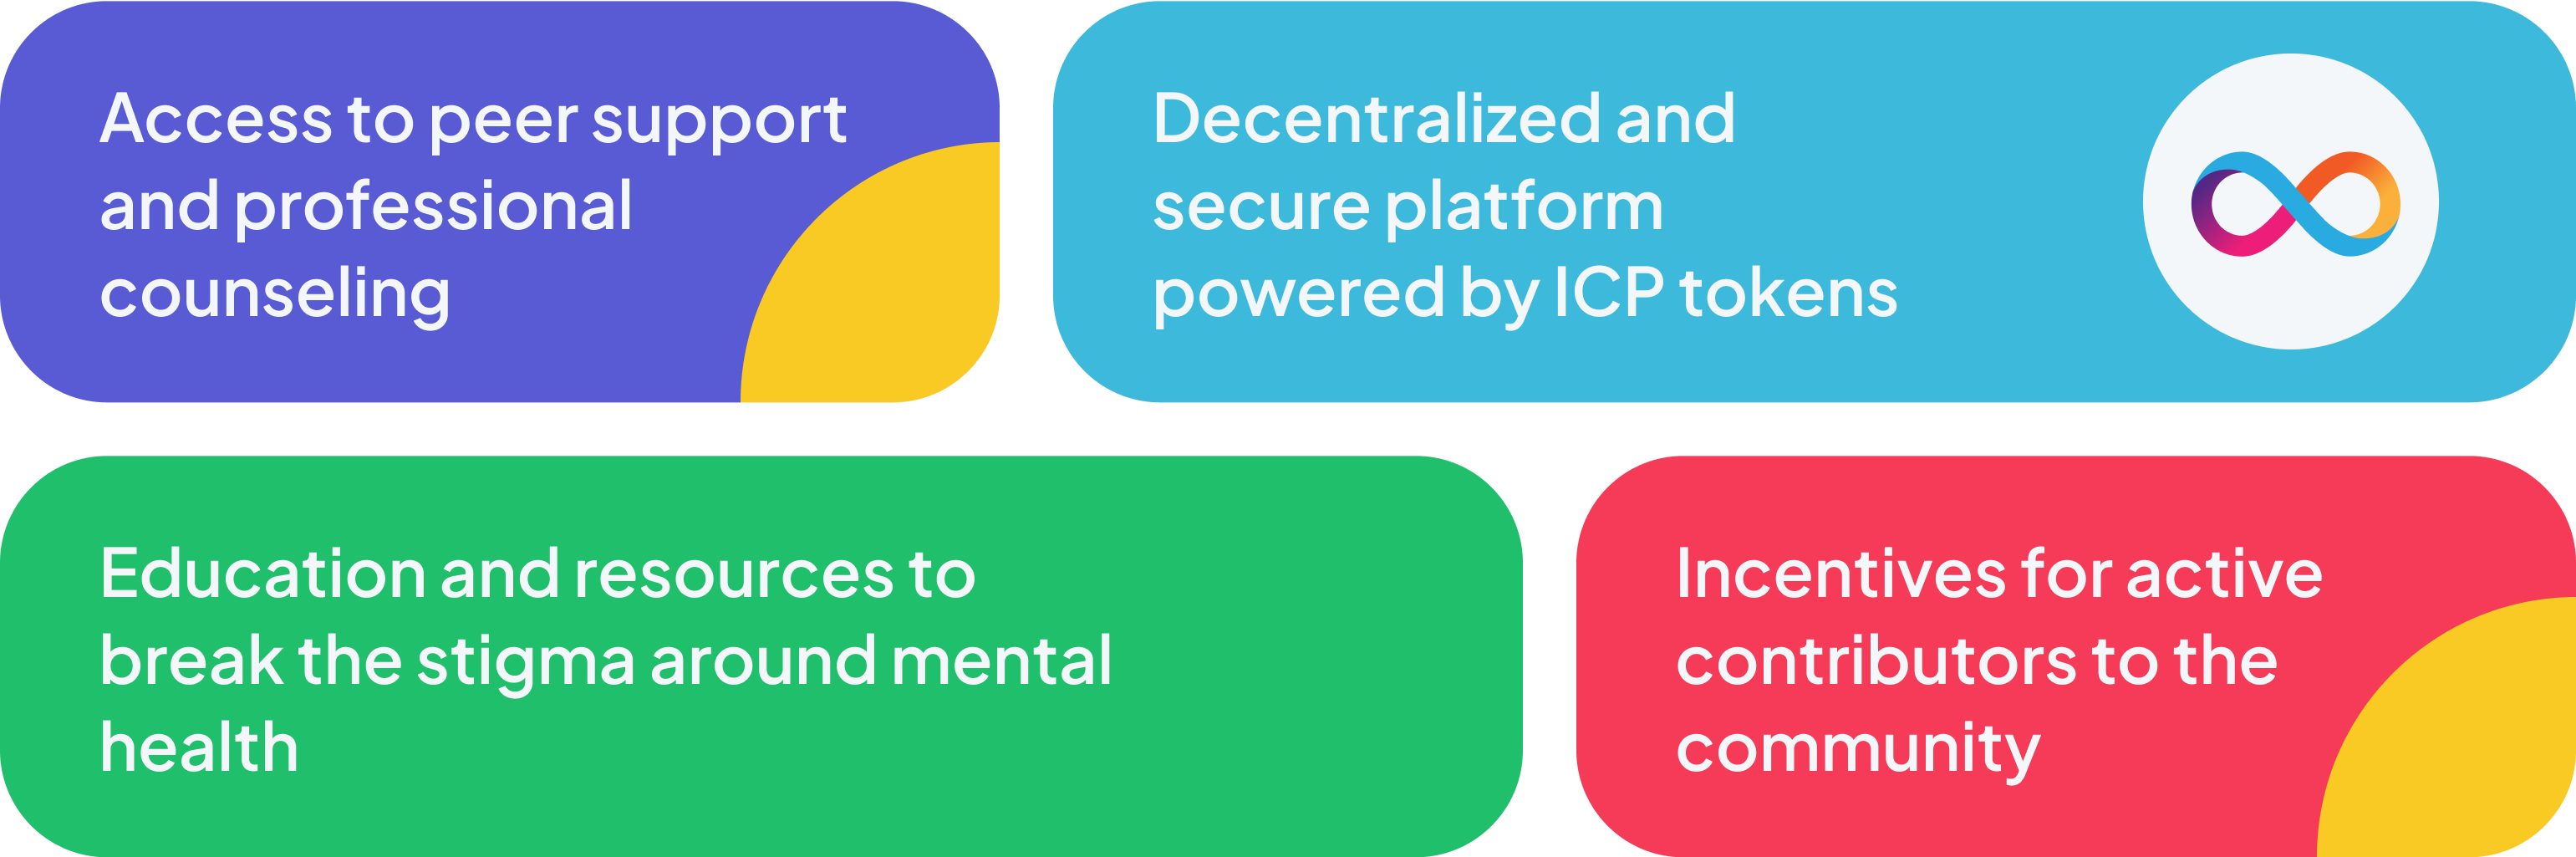 Access to peer support
and professional
counseling
Decentralized and
secure platform
powered by ICP tokens
Education and resources to
break the stigma around mental
health
Incentives for active
contributors to the
community